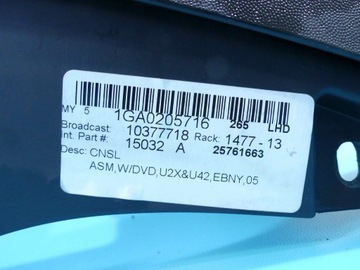 MY 5 1GA0205716 265 LHD
Broadcast: 10377718 Rack: 1477 - 13
Int. Part #: 15032 A 25761663
Desc: CNSL
ASM,W/DVD,U2X&U42,EBNY,05